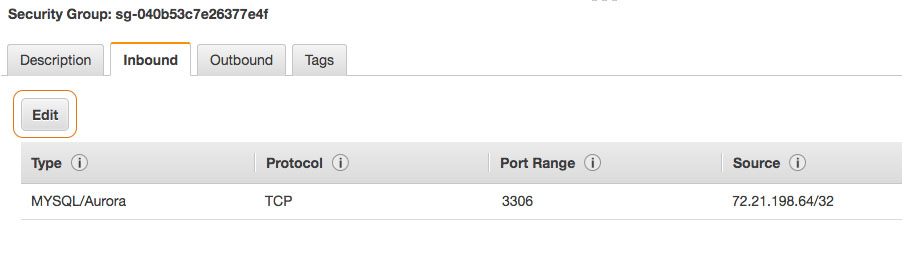 Security Group: sg-040b53c7e26377e4f
Description Inbound Outbound Tags
Edit
Type i Protocol i Port Range i Source i
MYSQL/Aurora TCP 3306 72.21.198.64/32